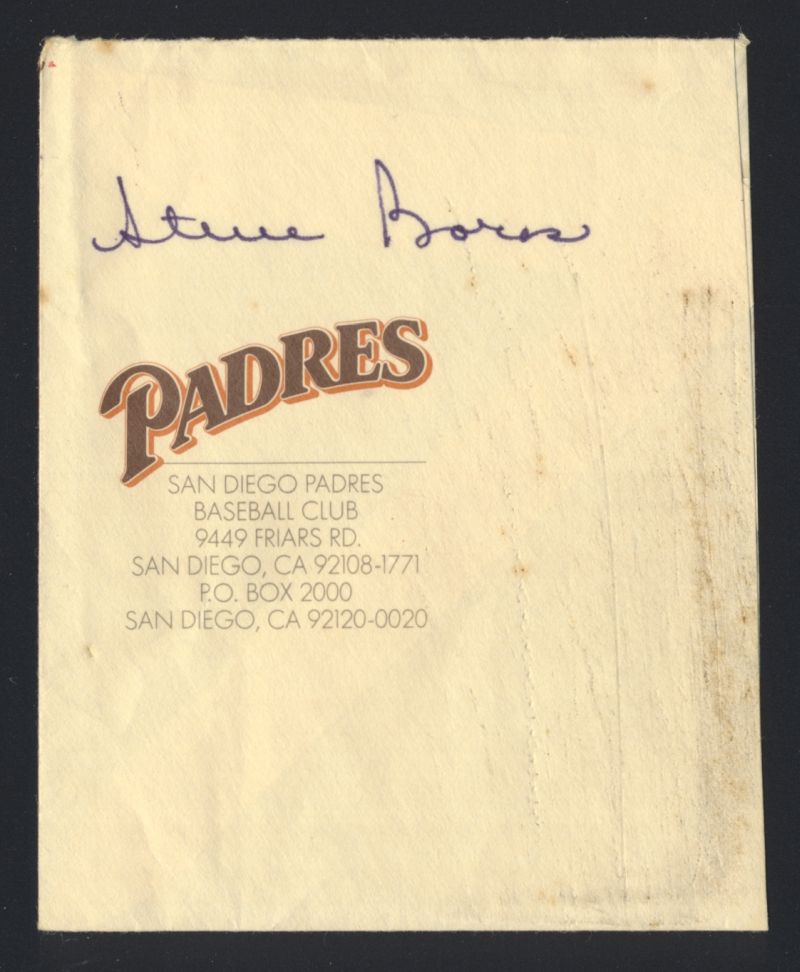 Steve Boros
PADRES
SAN DIEGO PADRES
BASEBALL CLUB
9449 FRIARS RD.
SAN DIEGO, CA 92108-1771
P.O. BOX 2000
SAN DIEGO, CA 92120-0020